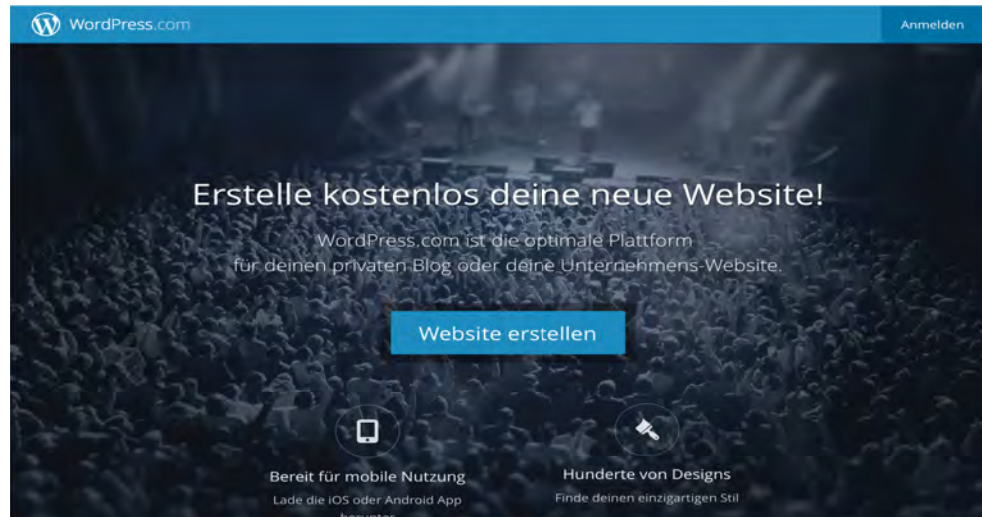 WordPress.com
Anmelden
Erstelle kostenlos deine neue Website!
WordPress.com ist die optimale Plattform
für deinen privaten Blog oder deine Unternehmens-Website.
Website erstellen
Bereit für mobile Nutzung
Lade die iOS oder Android App
herunter
Hunderte von Designs
Finde deinen einzigartigen Stil